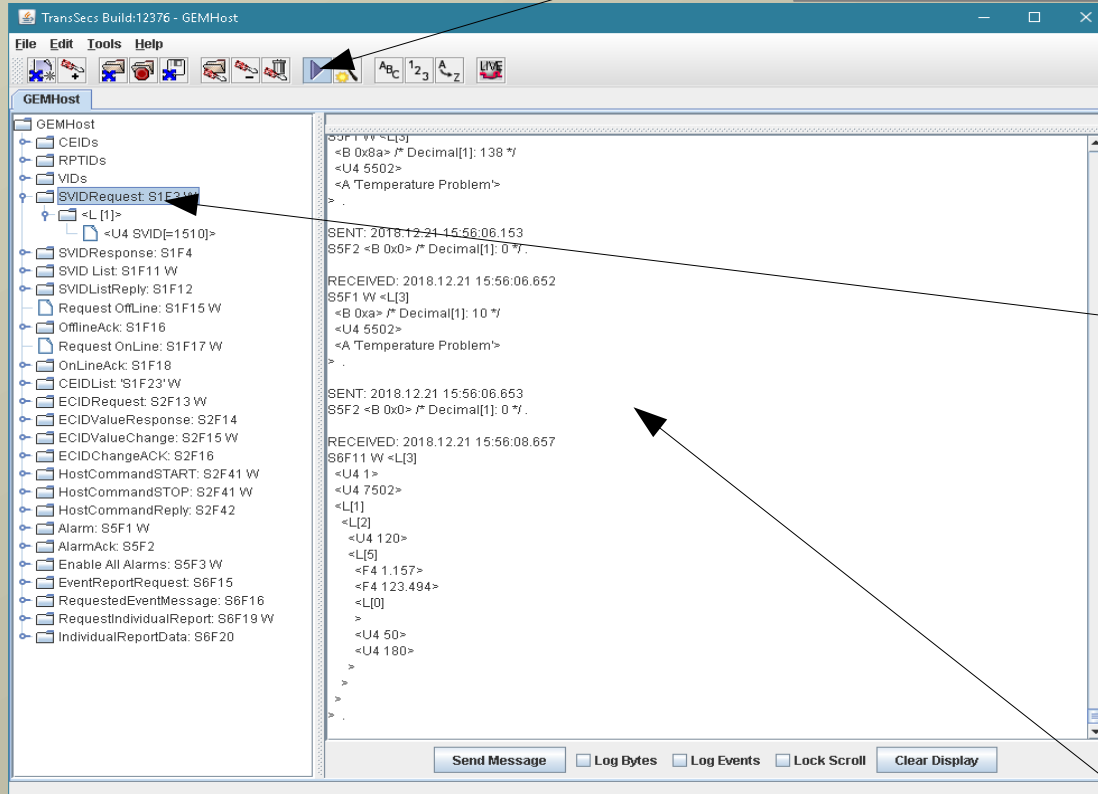 TransSecs Build:12376 - GEMHost
File Edit Tools Help
ABC 123 A..Z LIVE
GEMHost
GEMHost
CEIDs
RPTIDs
VIDs
SVIDRequest: S1F3 W
<L [1]>
<U4 SVID[=1510]>
SVIDResponse: S1F4
SVID List: S1F11 W
SVIDListReply: S1F12
Request OffLine: S1F15 W
OfflineAck: S1F16
Request OnLine: S1F17 W
OnLineAck: S1F18
CEIDList: 'S1F23' W
ECIDRequest: S2F13 W
ECIDValueResponse: S2F14
ECIDValueChange: S2F15 W
ECIDChangeACK: S2F16
HostCommandSTART: S2F41 W
HostCommandSTOP: S2F41 W
HostCommandReply: S2F42
Alarm: S5F1 W
AlarmAck: S5F2
Enable All Alarms: S5F3 W
EventReportRequest: S6F15
RequestedEventMessage: S6F16
RequestIndividualReport: S6F19 W
IndividualReportData: S6F20
S5F1 W <L[3]
<B 0x8a> /* Decimal[1]: 138 */
<U4 5502>
<A 'Temperature Problem'>
> .
SENT: 2018.12.21 15:56:06.153
S5F2 <B 0x0> /* Decimal[1]: 0 */ .
RECEIVED: 2018.12.21 15:56:06.652
S5F1 W <L[3]
<B 0xa> /* Decimal[1]: 10 */
<U4 5502>
<A 'Temperature Problem'>
> .
SENT: 2018.12.21 15:56:06.653
S5F2 <B 0x0> /* Decimal[1]: 0 */ .
RECEIVED: 2018.12.21 15:56:08.657
S6F11 W <L[3]
<U4 1>
<U4 7502>
<L[1]
<L[2]
<U4 120>
<L[5]
<F4 1.157>
<F4 123.494>
<L[0]
>
<U4 50>
<U4 180>
>
>
>
> .
Send Message Log Bytes Log Events Lock Scroll Clear Display